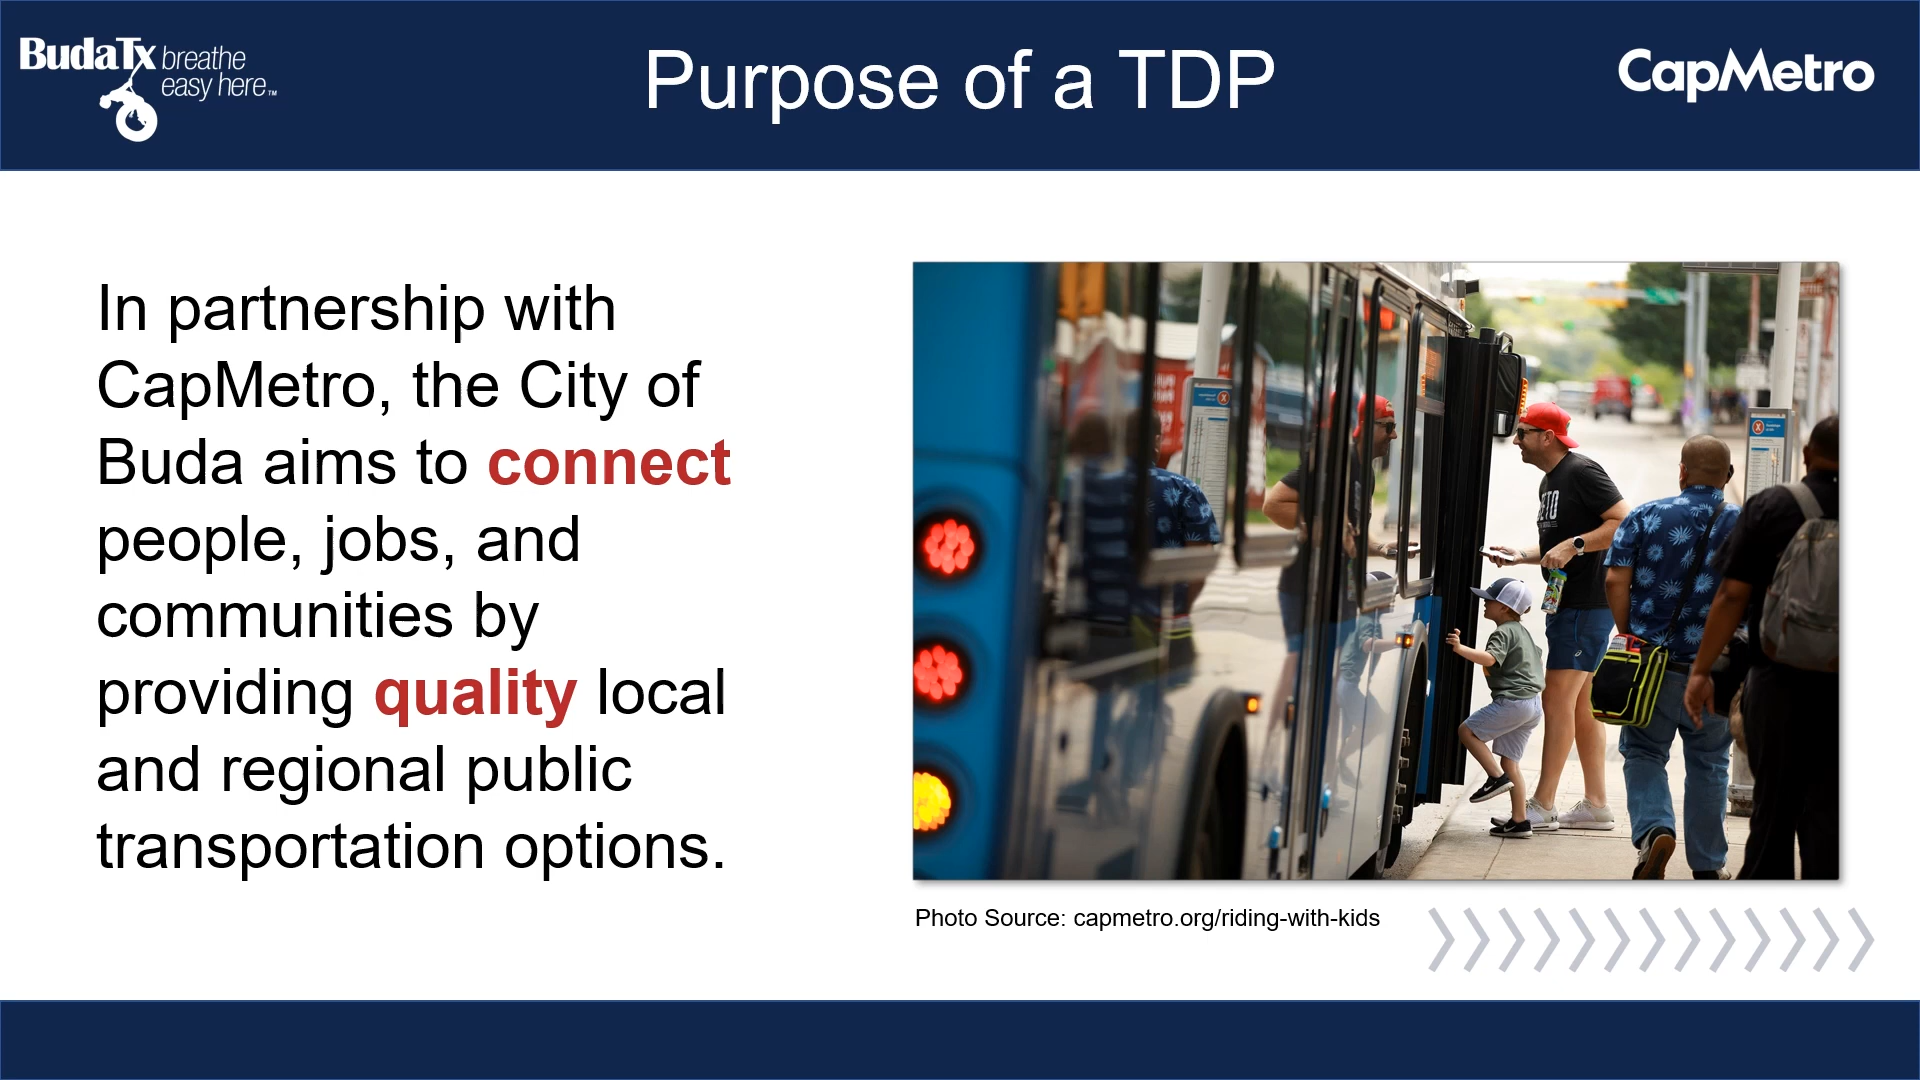 BudaTx breathe
easy here™
Purpose of a TDP
CapMetro
In partnership with
CapMetro, the City of
Buda aims to connect
people, jobs, and
communities by
providing quality local
and regional public
transportation options.
Photo Source: capmetro.org/riding-with-kids